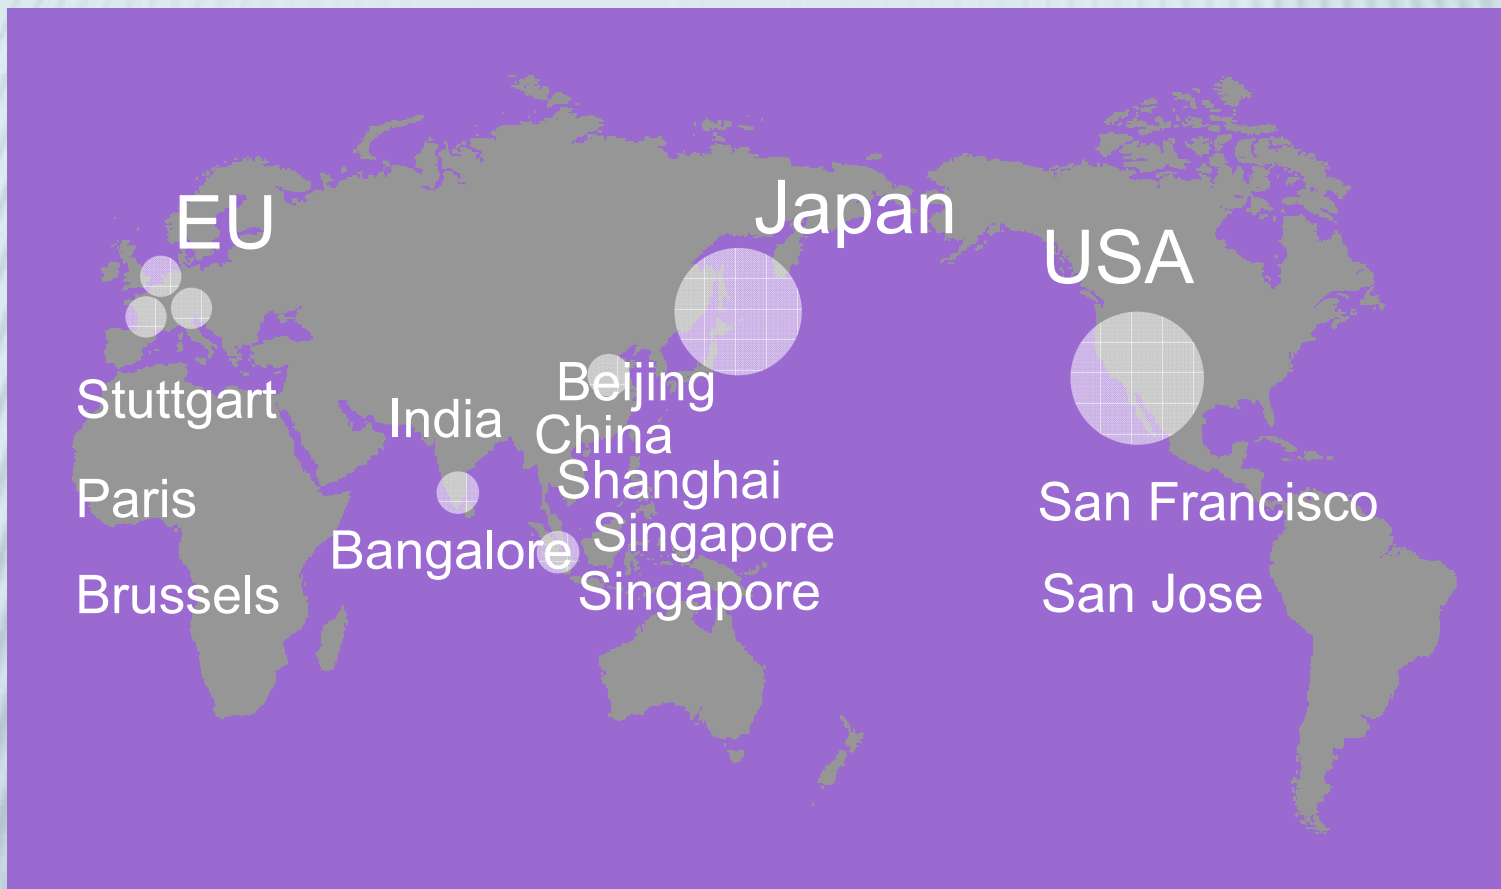 EU
Stuttgart
Paris
Brussels
India
Bangalore
Beijing
China
Shanghai
Singapore
Singapore
Japan
USA
San Francisco
San Jose